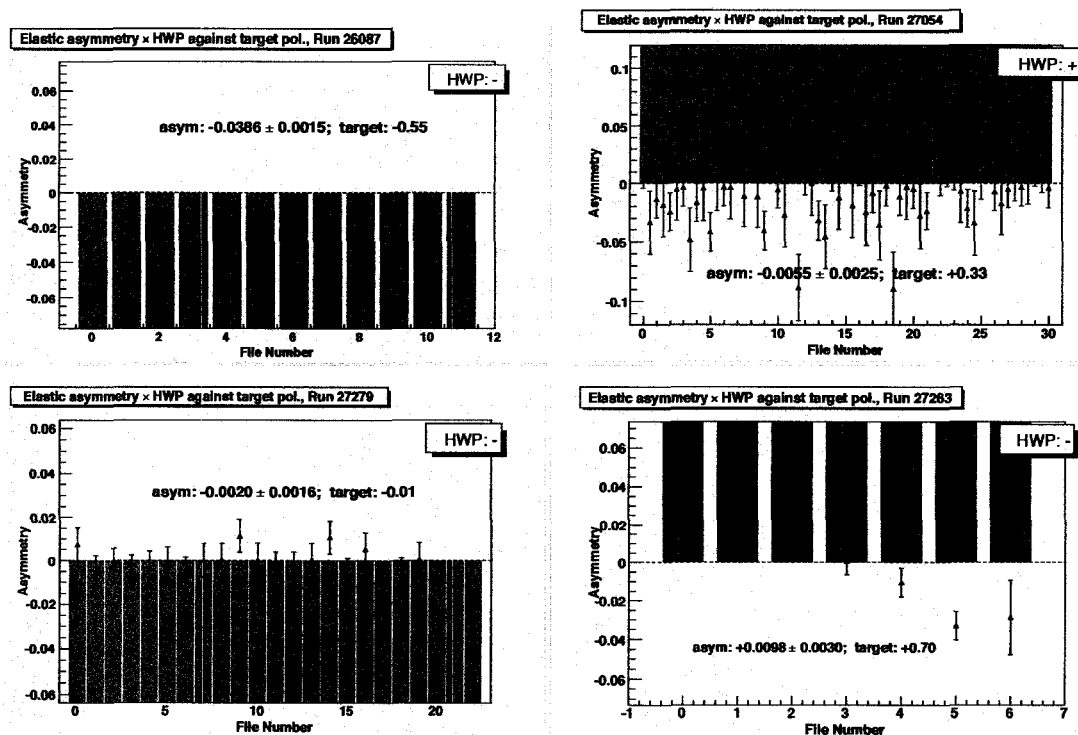 Elastic asymmetry × HWP against target pol., Run 26087
HWP: -
asym: -0.0386 ± 0.0015; target: -0.55
Asymmetry
0.06
0.04
0.02
0
-0.02
-0.04
-0.06
0 2 4 6 8 10 12
File Number
Elastic asymmetry × HWP against target pol., Run 27054
HWP: +
asym: -0.0055 ± 0.0025; target: +0.33
Asymmetry
0.1
0.05
0
-0.05
-0.1
0 5 10 15 20 25 30
File Number
Elastic asymmetry × HWP against target pol., Run 27279
HWP: -
asym: -0.0020 ± 0.0016; target: -0.01
Asymmetry
0.06
0.04
0.02
0
-0.02
-0.04
-0.06
0 5 10 15 20
File Number
Elastic asymmetry × HWP against target pol., Run 27263
HWP: -
asym: +0.0098 ± 0.0030; target: +0.70
Asymmetry
0.06
0.04
0.02
0
-0.02
-0.04
-0.06
-1 0 1 2 3 4 5 6 7
File Number